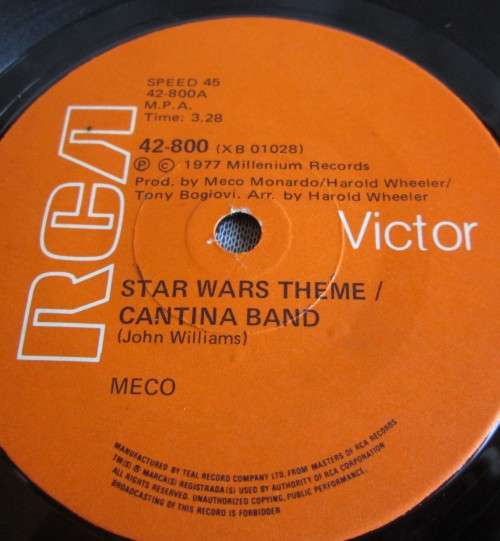 SPEED 45
42-800A
M.P.A.
Time: 3.28
42-800 (XB 01028)
Ⓟ © 1977 Millenium Records
Prod. by Meco Monardo/Harold Wheeler/
Tony Bogiovi. Arr. by Harold Wheeler
RCA
Victor
STAR WARS THEME /
CANTINA BAND
(John Williams)
MECO
MANUFACTURED BY TEAL RECORD COMPANY LTD. FROM MASTERS OF RCA RECORDS
TM(S) ® MARCA(S) REGISTRADA(S) USED BY AUTHORITY OF RCA CORPORATION
ALL RIGHTS RESERVED. UNAUTHORIZED COPYING, PUBLIC PERFORMANCE,
BROADCASTING OF THIS RECORD IS FORBIDDEN